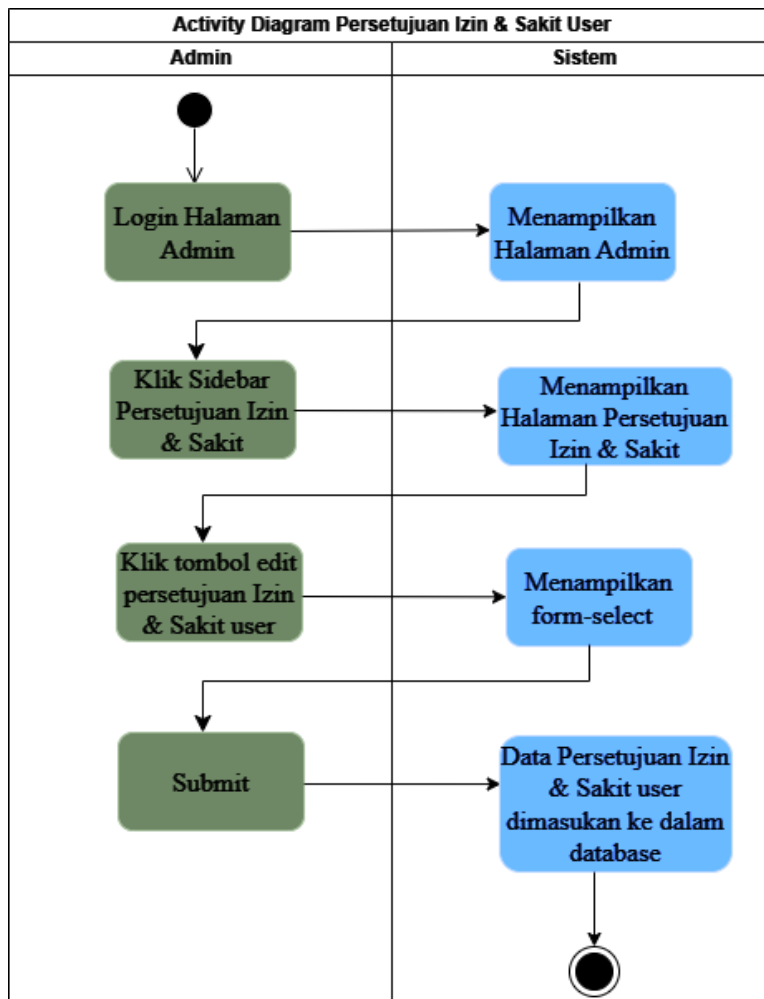 Activity Diagram Persetujuan Izin & Sakit User
Admin
Sistem
Login Halaman
Admin
Menampilkan
Halaman Admin
Klik Sidebar
Persetujuan Izin
& Sakit
Menampilkan
Halaman Persetujuan
Izin & Sakit
Klik tombol edit
persetujuan Izin
& Sakit user
Menampilkan
form-select
Submit
Data Persetujuan Izin
& Sakit user
dimasukan ke dalam
database